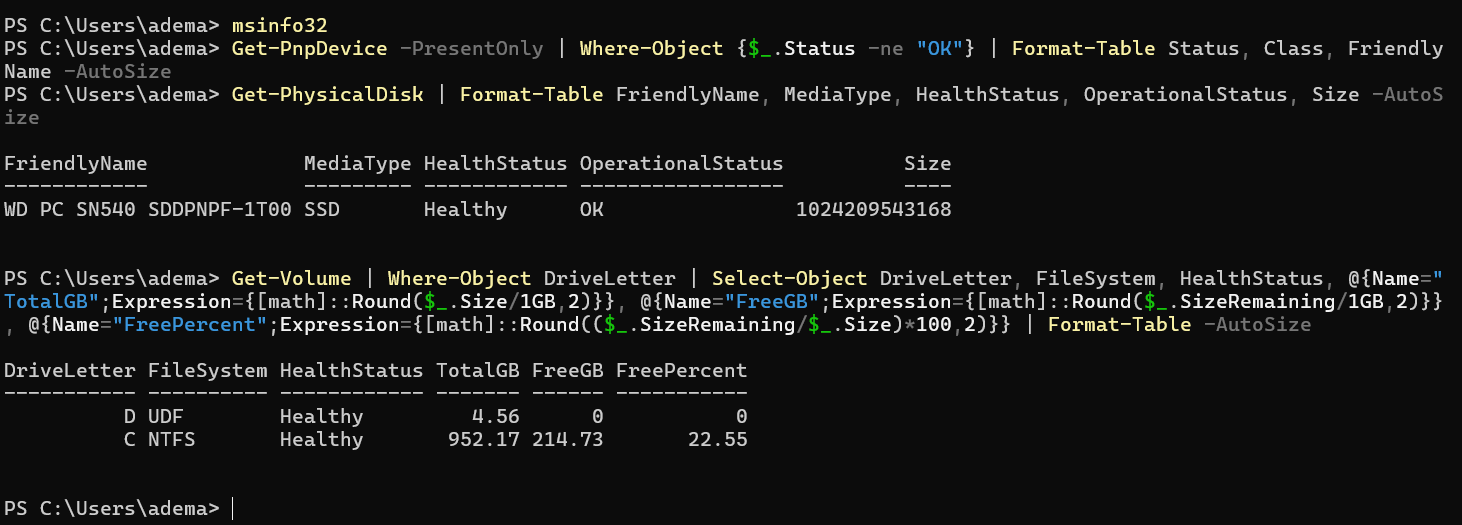 PS C:\Users\adema> msinfo32
PS C:\Users\adema> Get-PnpDevice -PresentOnly | Where-Object {$_.Status -ne "OK"} | Format-Table Status, Class, Friendly
Name -AutoSize
PS C:\Users\adema> Get-PhysicalDisk | Format-Table FriendlyName, MediaType, HealthStatus, OperationalStatus, Size -AutoS
ize
FriendlyName             MediaType HealthStatus OperationalStatus          Size
------------             --------- ------------ -----------------          ----
WD PC SN540 SDDPNPF-1T00 SSD       Healthy      OK                1024209543168
PS C:\Users\adema> Get-Volume | Where-Object DriveLetter | Select-Object DriveLetter, FileSystem, HealthStatus, @{Name="
TotalGB";Expression={[math]::Round($_.Size/1GB,2)}}, @{Name="FreeGB";Expression={[math]::Round($_.SizeRemaining/1GB,2)}}
, @{Name="FreePercent";Expression={[math]::Round(($_.SizeRemaining/$_.Size)*100,2)}} | Format-Table -AutoSize
DriveLetter FileSystem HealthStatus TotalGB FreeGB FreePercent
----------- ---------- ------------ ------- ------ -----------
          D UDF        Healthy         4.56      0           0
          C NTFS       Healthy       952.17 214.73       22.55
PS C:\Users\adema>